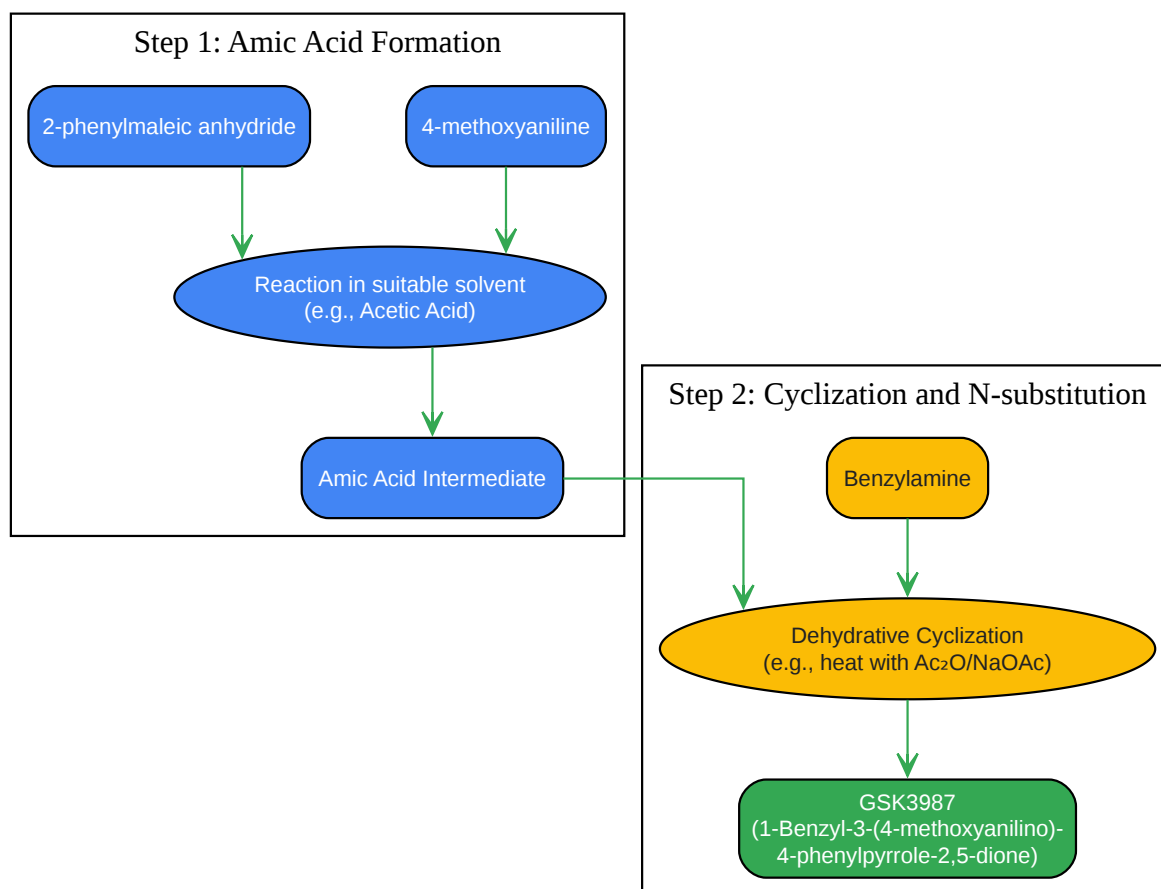 Step 1: Amic Acid Formation
2-phenylmaleic anhydride
4-methoxyaniline
Reaction in suitable solvent
(e.g., Acetic Acid)
Amic Acid Intermediate
Step 2: Cyclization and N-substitution
Benzylamine
Dehydrative Cyclization
(e.g., heat with Ac₂O/NaOAc)
GSK3987
(1-Benzyl-3-(4-methoxyanilino)-
4-phenylpyrrole-2,5-dione)